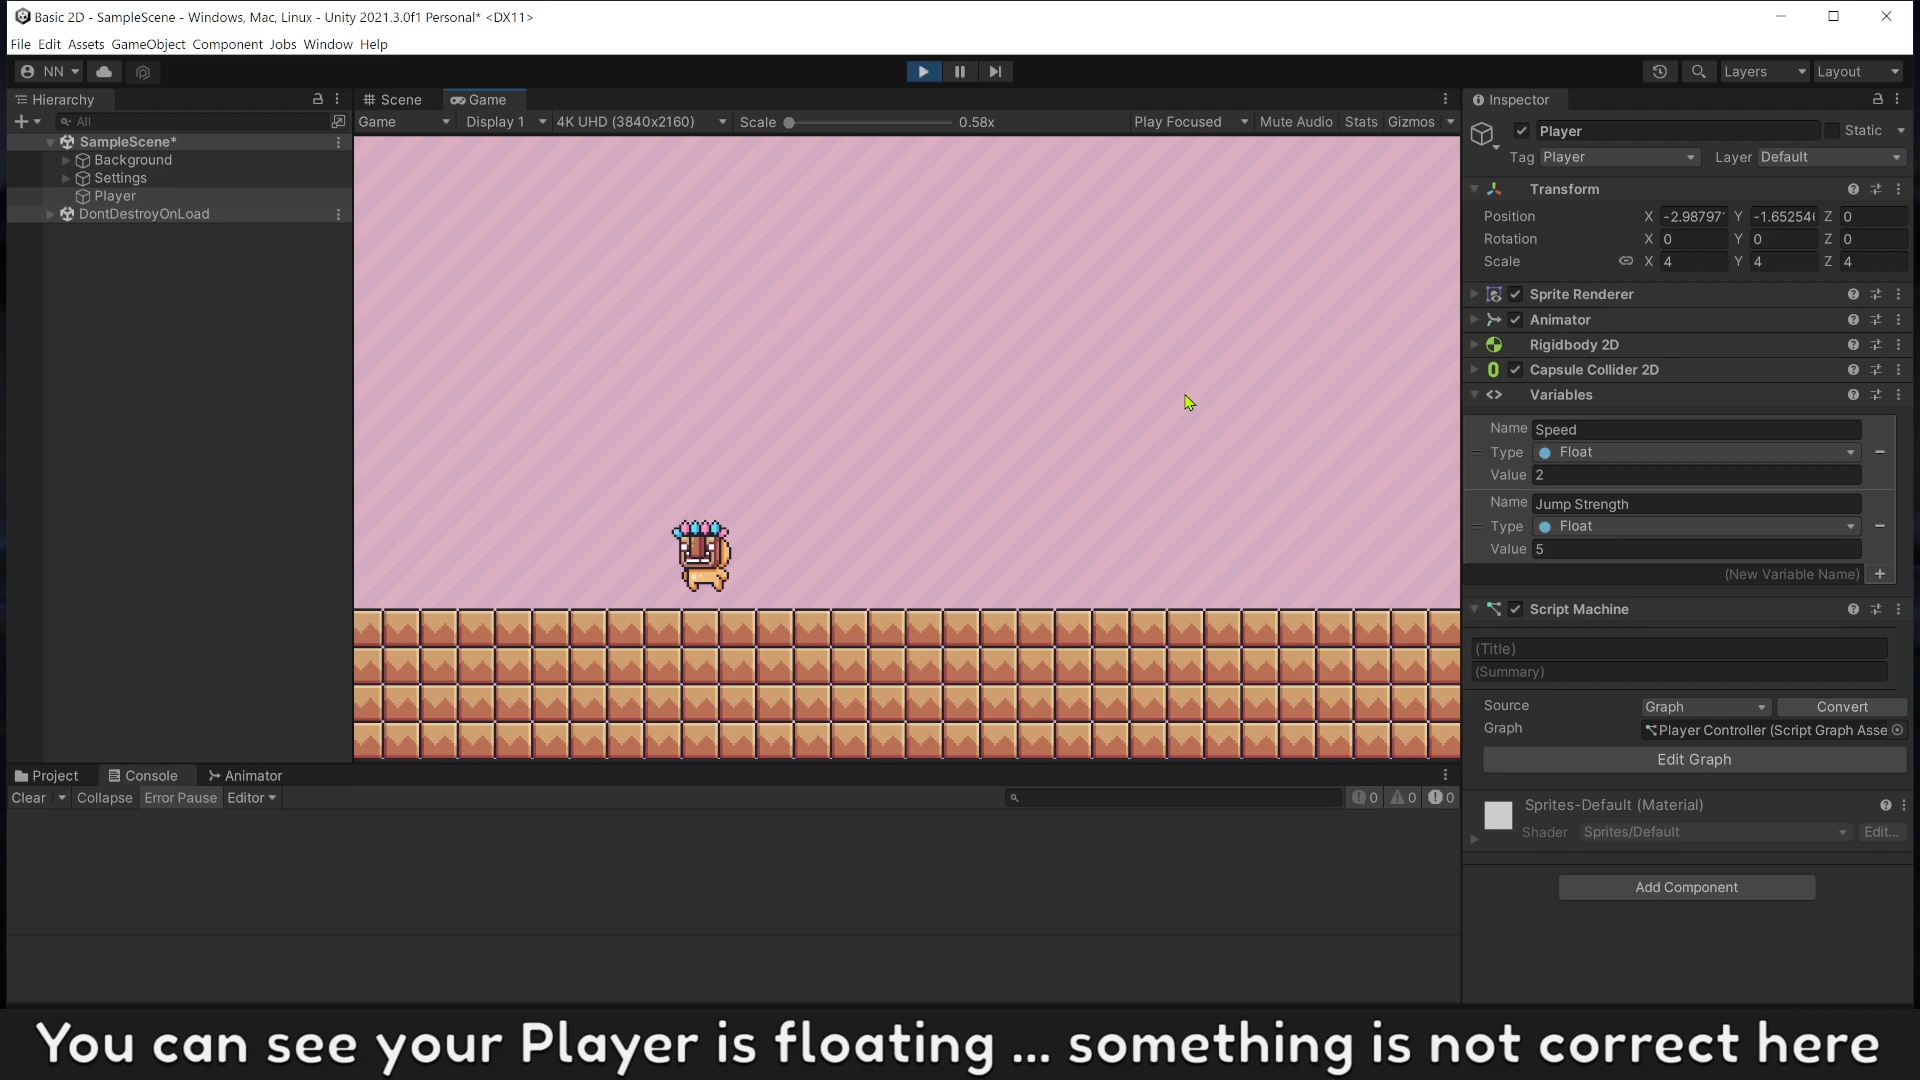 Basic 2D - SampleScene - Windows, Mac, Linux - Unity 2021.3.0f1 Personal* <DX11>
File Edit Assets GameObject Component Jobs Window Help
NN
Layers
Layout
Hierarchy
All
SampleScene*
Background
Settings
Player
DontDestroyOnLoad
Scene
Game
Game
Display 1
4K UHD (3840x2160)
Scale
0.58x
Play Focused
Mute Audio
Stats
Gizmos
Inspector
Player
Static
Tag Player
Layer Default
Transform
Position X -2.98797 Y -1.65254 Z 0
Rotation X 0 Y 0 Z 0
Scale X 4 Y 4 Z 4
Sprite Renderer
Animator
Rigidbody 2D
Capsule Collider 2D
Variables
Name Speed
Type Float
Value 2
Name Jump Strength
Type Float
Value 5
(New Variable Name)
Script Machine
(Title)
(Summary)
Source Graph Convert
Graph Player Controller (Script Graph Asse
Edit Graph
Sprites-Default (Material)
Shader Sprites/Default Edit...
Add Component
Project
Console
Animator
Clear
Collapse
Error Pause
Editor
0
0
0
You can see your Player is floating ... something is not correct here